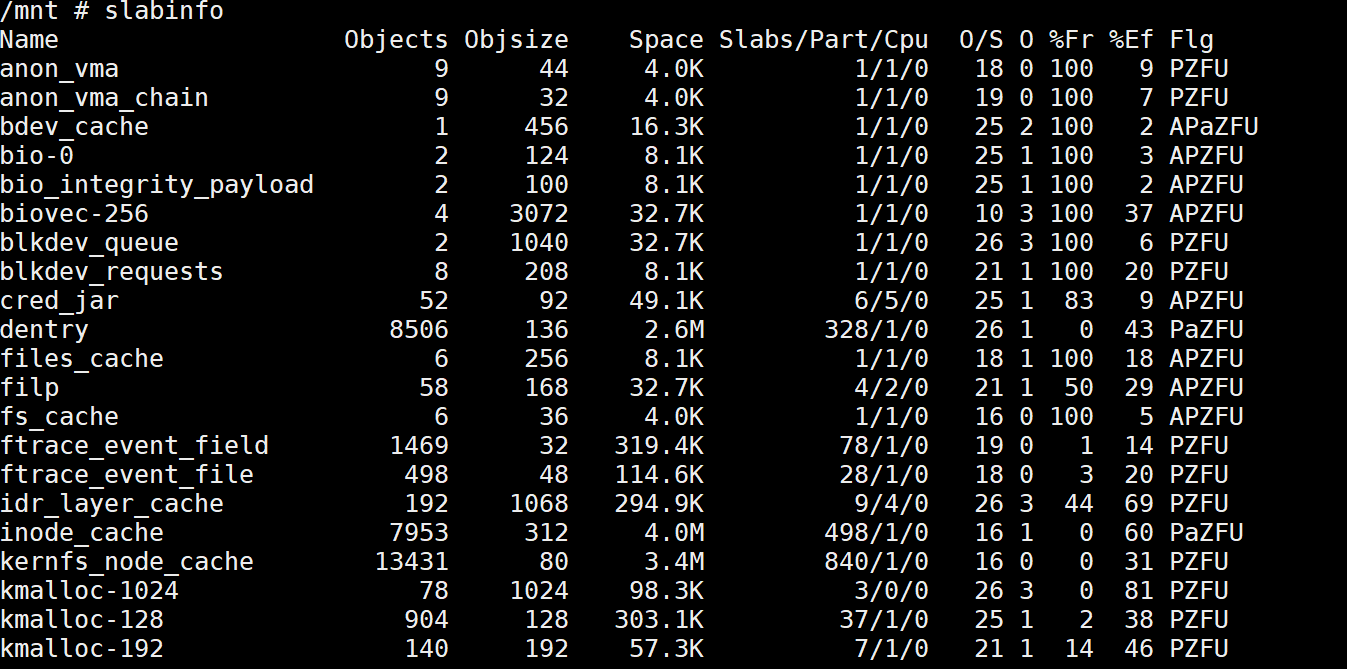 /mnt # slabinfo
Name                   Objects Objsize    Space Slabs/Part/Cpu  O/S O %Fr %Ef Flg
anon_vma                     9      44     4.0K          1/1/0   18 0 100   9 PZFU
anon_vma_chain               9      32     4.0K          1/1/0   19 0 100   7 PZFU
bdev_cache                   1     456    16.3K          1/1/0   25 2 100   2 APaZFU
bio-0                        2     124     8.1K          1/1/0   25 1 100   3 APZFU
bio_integrity_payload        2     100     8.1K          1/1/0   25 1 100   2 APZFU
biovec-256                   4    3072    32.7K          1/1/0   10 3 100  37 APZFU
blkdev_queue                 2    1040    32.7K          1/1/0   26 3 100   6 PZFU
blkdev_requests              8     208     8.1K          1/1/0   21 1 100  20 PZFU
cred_jar                    52      92    49.1K          6/5/0   25 1  83   9 APZFU
dentry                    8506     136     2.6M        328/1/0   26 1   0  43 PaZFU
files_cache                  6     256     8.1K          1/1/0   18 1 100  18 APZFU
filp                        58     168    32.7K          4/2/0   21 1  50  29 APZFU
fs_cache                     6      36     4.0K          1/1/0   16 0 100   5 APZFU
ftrace_event_field        1469      32   319.4K         78/1/0   19 0   1  14 PZFU
ftrace_event_file          498      48   114.6K         28/1/0   18 0   3  20 PZFU
idr_layer_cache            192    1068   294.9K          9/4/0   26 3  44  69 PZFU
inode_cache               7953     312     4.0M        498/1/0   16 1   0  60 PaZFU
kernfs_node_cache        13431      80     3.4M        840/1/0   16 0   0  31 PZFU
kmalloc-1024                78    1024    98.3K          3/0/0   26 3   0  81 PZFU
kmalloc-128                904     128   303.1K         37/1/0   25 1   2  38 PZFU
kmalloc-192                140     192    57.3K          7/1/0   21 1  14  46 PZFU